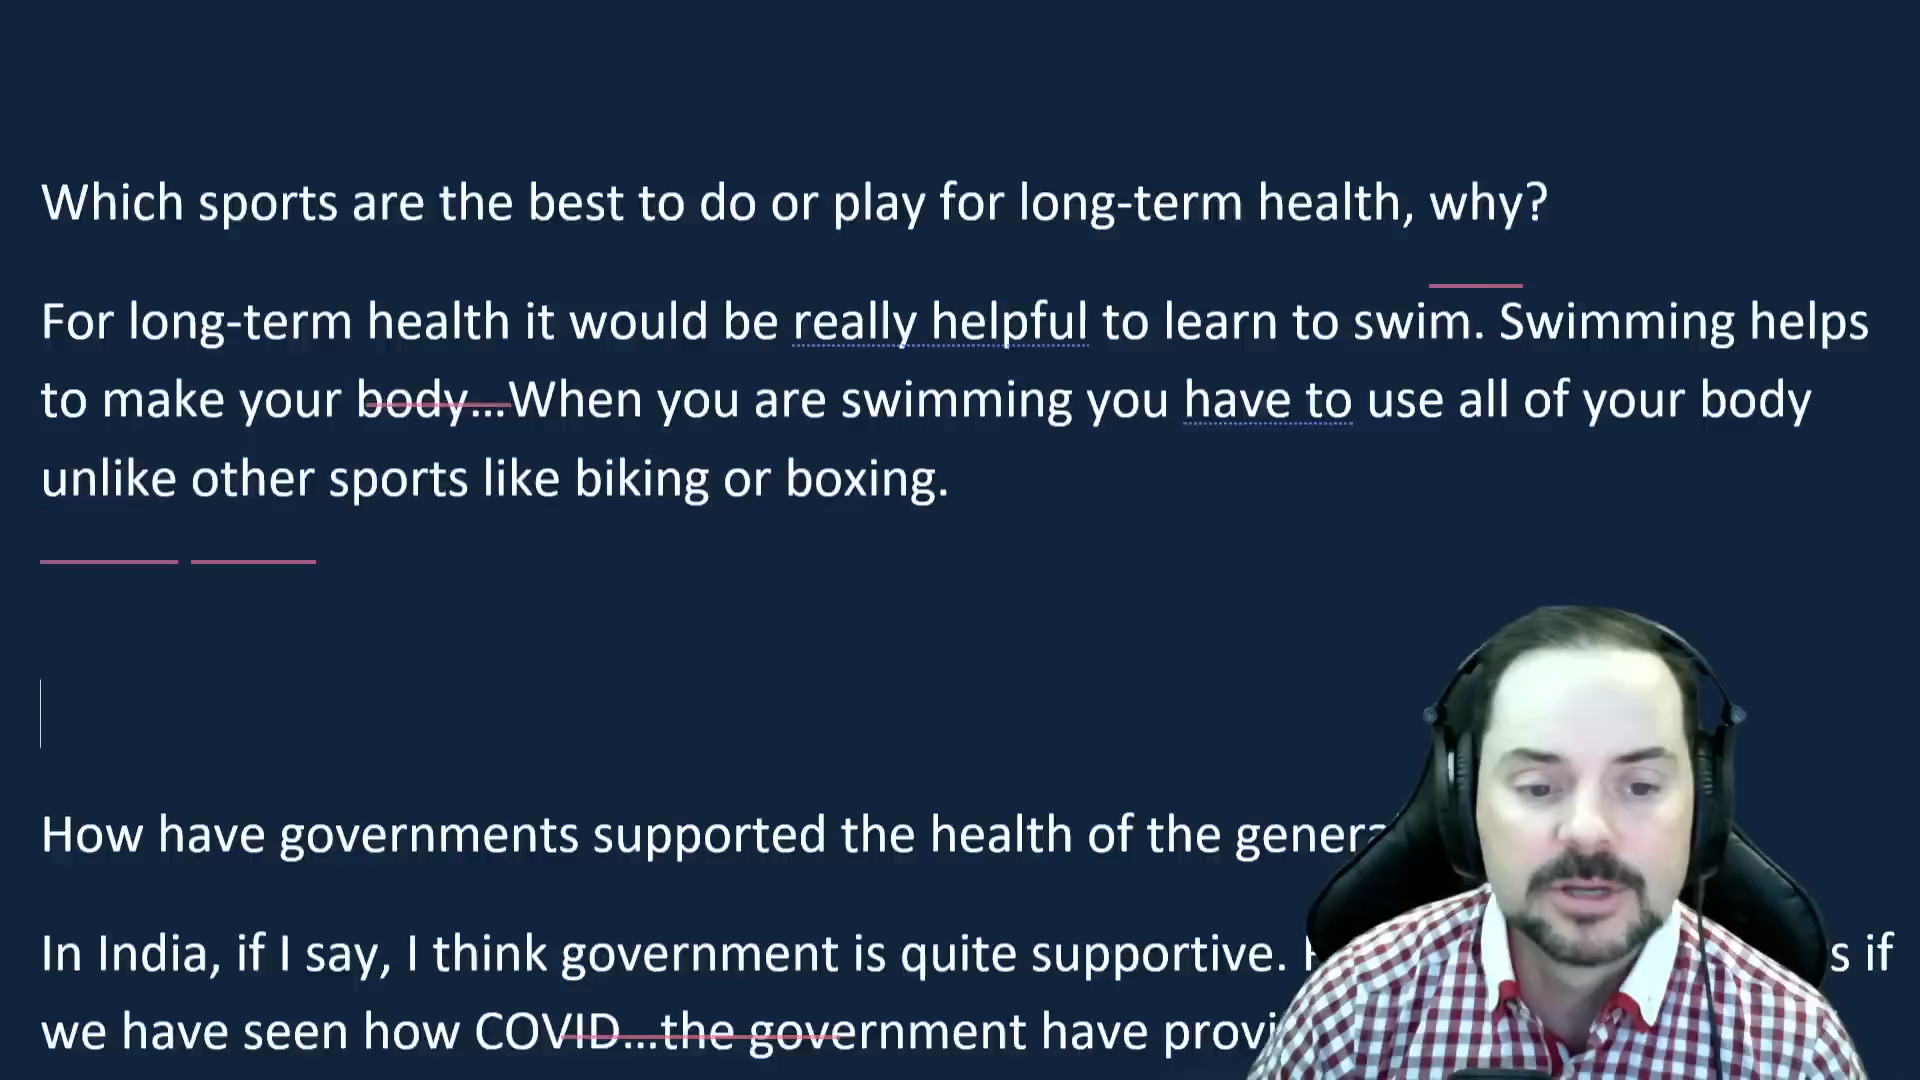 Which sports are the best to do or play for long-term health, why?
For long-term health it would be really helpful to learn to swim. Swimming helps
to make your body...When you are swimming you have to use all of your body
unlike other sports like biking or boxing.
How have governments supported the health of the
In India, if I say, I think government is quite supportive. if
we have seen how COVID...the government have